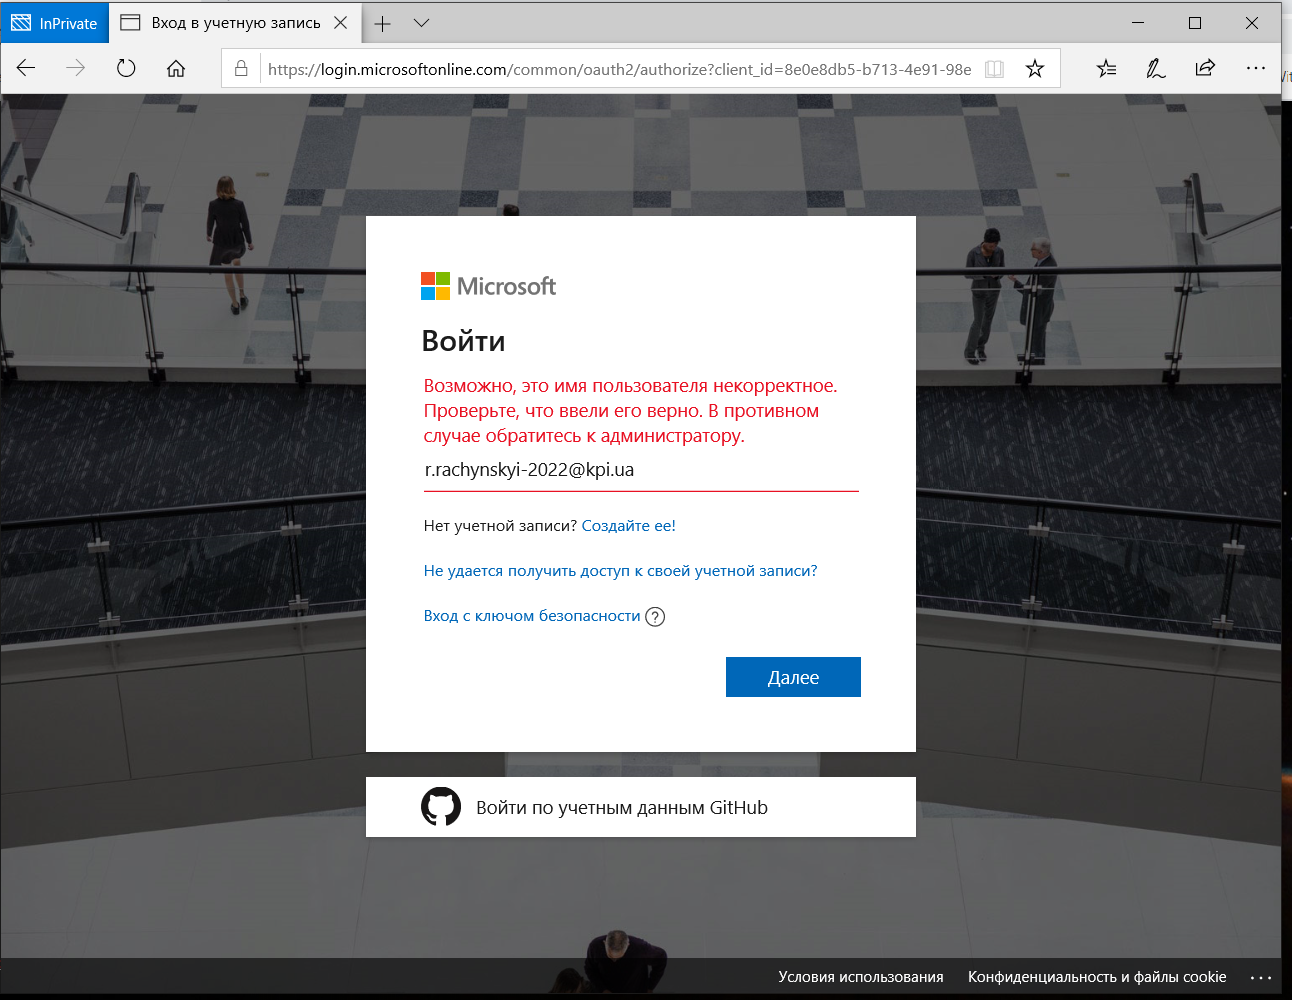 InPrivate
Вход в учетную запись
https://login.microsoftonline.com/common/oauth2/authorize?client_id=8e0e8db5-b713-4e91-98e
Microsoft
Войти
Возможно, это имя пользователя некорректное.
Проверьте, что ввели его верно. В противном
случае обратитесь к администратору.
r.rachynskyi-2022@kpi.ua
Нет учетной записи? Создайте ее!
Не удается получить доступ к своей учетной записи?
Вход с ключом безопасности ?
Далее
Войти по учетным данным GitHub
Условия использования Конфиденциальность и файлы cookie